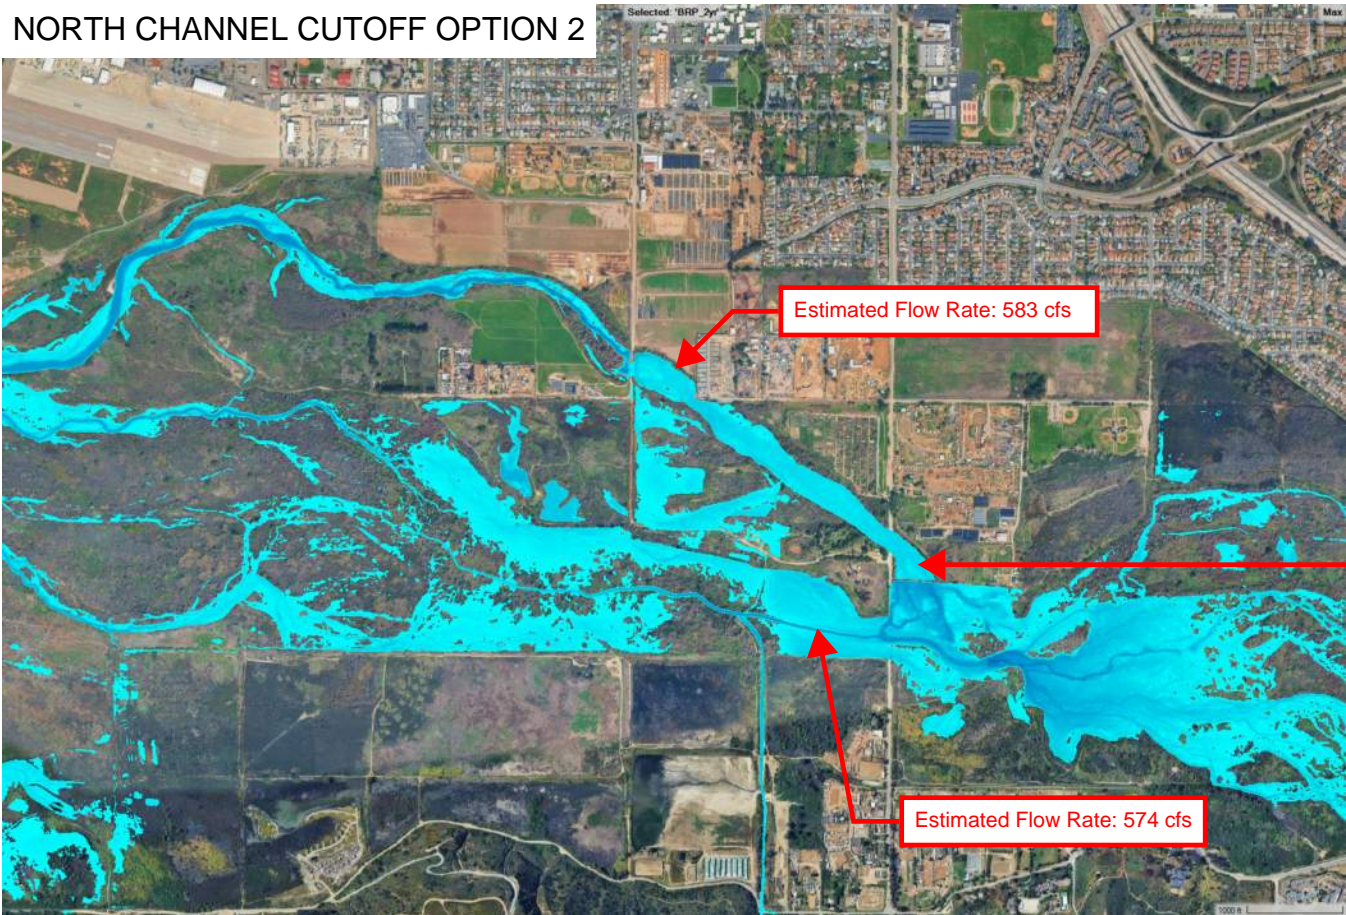 NORTH CHANNEL CUTOFF OPTION 2
Selected: 'BRP_2yr'
Max
Estimated Flow Rate: 583 cfs
Estimated Flow Rate: 574 cfs
1000 ft